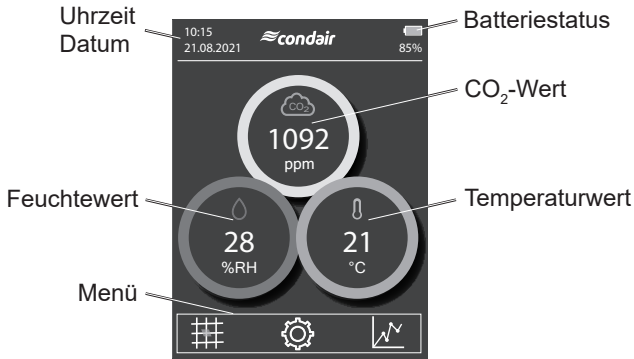 Uhrzeit
Datum
Batteriestatus
10:15
21.08.2021
condair
85%
CO₂-Wert
CO₂
1092
ppm
Feuchtewert
Temperaturwert
28
%RH
21
°C
Menü